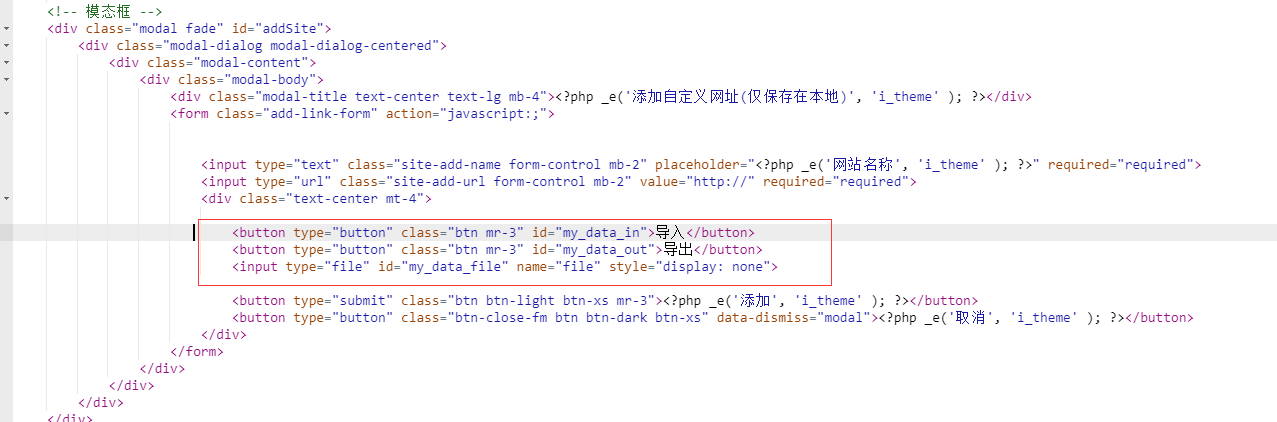 <!-- 模态框 -->
<div class="modal fade" id="addSite">
<div class="modal-dialog modal-dialog-centered">
<div class="modal-content">
<div class="modal-body">
<div class="modal-title text-center text-lg mb-4"><?php _e('添加自定义网址(仅保存在本地)', 'i_theme' ); ?></div>
<form class="add-link-form" action="javascript:;">
<input type="text" class="site-add-name form-control mb-2" placeholder="<?php _e('网站名称', 'i_theme' ); ?>" required="required">
<input type="url" class="site-add-url form-control mb-2" value="http://" required="required">
<div class="text-center mt-4">
<button type="button" class="btn mr-3" id="my_data_in">导入</button>
<button type="button" class="btn mr-3" id="my_data_out">导出</button>
<input type="file" id="my_data_file" name="file" style="display: none">
<button type="submit" class="btn btn-light btn-xs mr-3"><?php _e('添加', 'i_theme' ); ?></button>
<button type="button" class="btn-close-fm btn btn-dark btn-xs" data-dismiss="modal"><?php _e('取消', 'i_theme' ); ?></button>
</div>
</form>
</div>
</div>
</div>
</div>